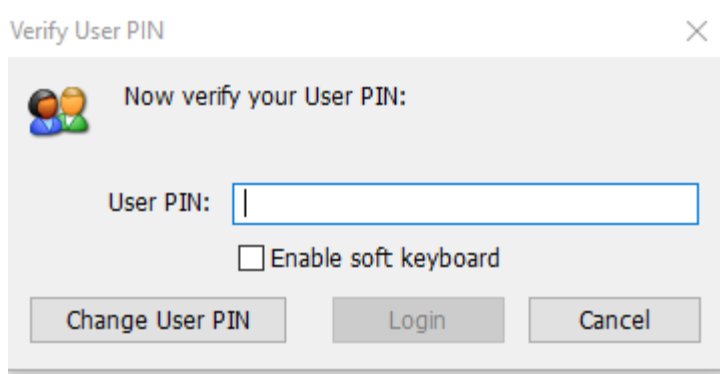 Verify User PIN
Now verify your User PIN:
User PIN:
Enable soft keyboard
Change User PIN Login Cancel